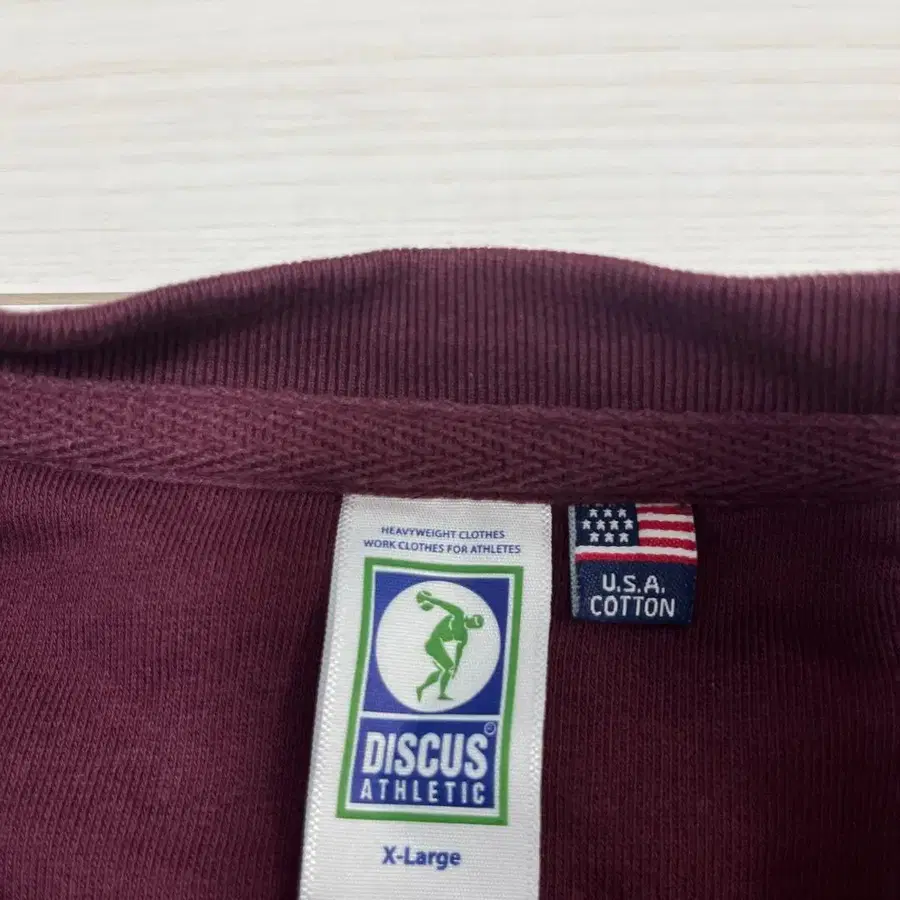 HEAVYWEIGHT CLOTHES
WORK CLOTHES FOR ATHLETES
DISCUS
ATHLETIC
X-Large
U.S.A.
COTTON